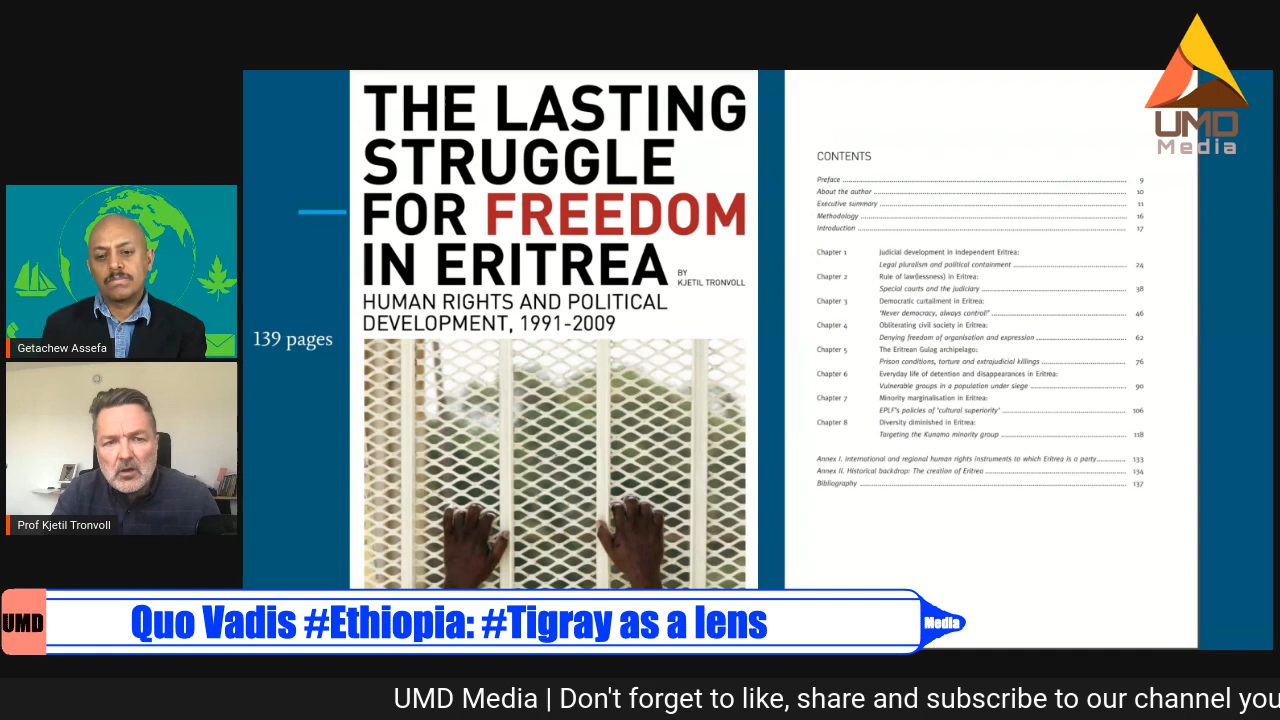 UMD
Media
THE LASTING
STRUGGLE
FOR FREEDOM
IN ERITREA
BY
KJETIL TRONVOLL
HUMAN RIGHTS AND POLITICAL
DEVELOPMENT, 1991-2009
139 pages
Getachew Assefa
Prof Kjetil Tronvoll
CONTENTS
Preface 9
About the author 10
Executive summary 11
Methodology 16
Introduction 17
Chapter 1 Judicial development in independent Eritrea:
Legal pluralism and political containment 24
Chapter 2 Rule of law(lessness) in Eritrea:
Special courts and the judiciary 38
Chapter 3 Democratic curtailment in Eritrea:
'Never democracy, always control!' 46
Chapter 4 Obliterating civil society in Eritrea:
Denying freedom of organisation and expression 62
Chapter 5 The Eritrean Gulag archipelago:
Prison conditions, torture and extrajudicial killings 76
Chapter 6 Everyday life of detention and disappearances in Eritrea:
Vulnerable groups in a population under siege 90
Chapter 7 Minority marginalisation in Eritrea:
EPLF's policies of 'cultural superiority' 106
Chapter 8 Diversity diminished in Eritrea:
Targeting the Kunama minority group 118
Annex I. International and regional human rights instruments to which Eritrea is a party 133
Annex II. Historical backdrop: The creation of Eritrea 134
Bibliography 137
UMD
Quo Vadis #Ethiopia: #Tigray as a lens
Media
UMD Media | Don't forget to like, share and subscribe to our channel you